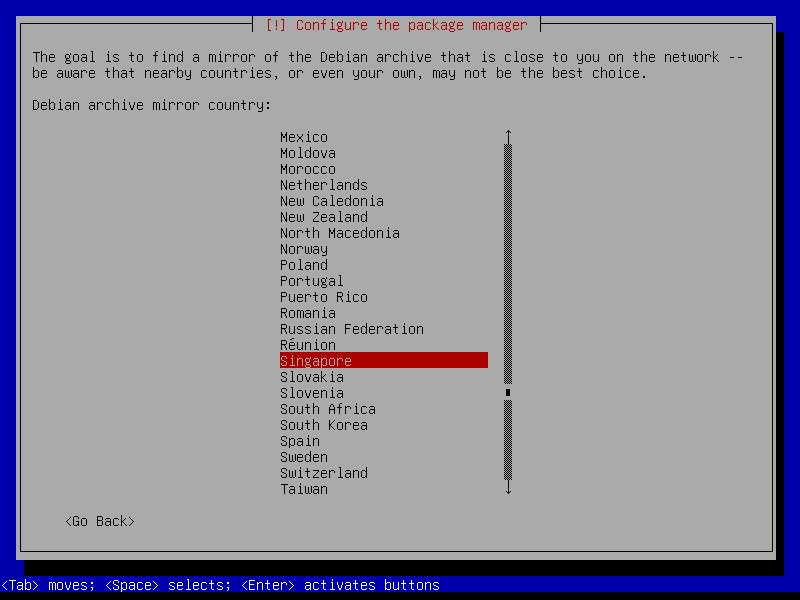 [!] Configure the package manager
The goal is to find a mirror of the Debian archive that is close to you on the network --
be aware that nearby countries, or even your own, may not be the best choice.
Debian archive mirror country:
Mexico
Moldova
Morocco
Netherlands
New Caledonia
New Zealand
North Macedonia
Norway
Poland
Portugal
Puerto Rico
Romania
Russian Federation
Réunion
Singapore
Slovakia
Slovenia
South Africa
South Korea
Spain
Sweden
Switzerland
Taiwan
<Go Back>
<Tab> moves; <Space> selects; <Enter> activates buttons